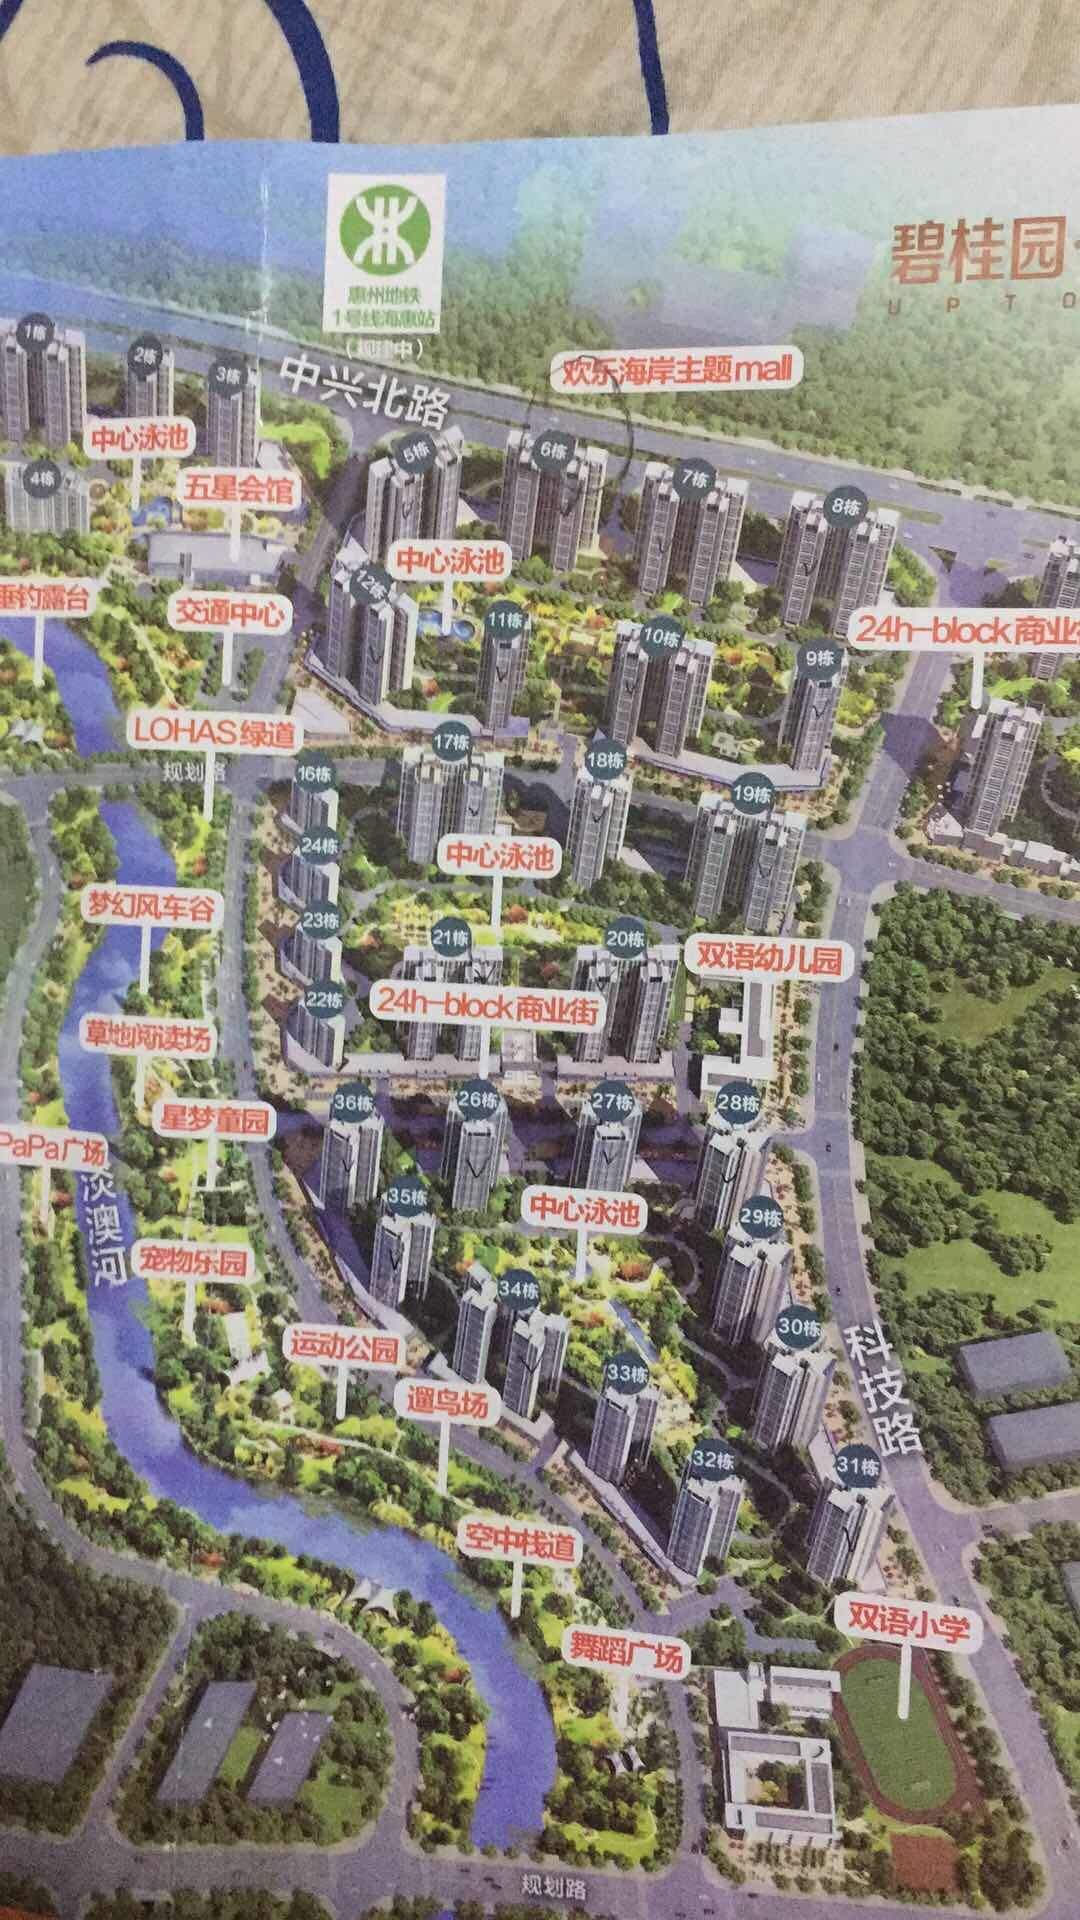 惠州地铁
1号线海惠站
碧桂园
UPTO
1栋
2栋
3栋
中兴北路
欢乐海岸主题mall
中心泳池
4栋
五星会馆
5栋
6栋
7栋
8栋
中心泳池
12栋
垂钓露台
交通中心
11栋
10栋
9栋
24h-block商业街
LOHAS绿道
规划路
17栋
16栋
18栋
19栋
24栋
中心泳池
梦幻风车谷
23栋
21栋
20栋
双语幼儿园
22栋
24h-block商业街
草地阅读场
星梦童园
36栋
26栋
27栋
28栋
PaPa广场
淡澳河
35栋
中心泳池
29栋
宠物乐园
34栋
30栋
运动公园
33栋
科技路
遛鸟场
32栋
31栋
空中栈道
舞蹈广场
双语小学
规划路